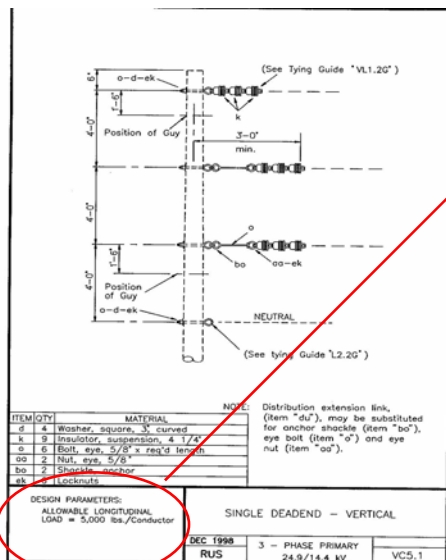 6"
o-d-ek
(See Tying Guide "VL1.2G")
k
1'-6"
4'-0"
Position of Guy
3'-0"
min.
4'-0"
o
1'-6"
bo
aa-ek
4'-0"
Position of Guy
o-d-ek
NEUTRAL
(See tying Guide "L2.2G")
NOTE: Distribution extension link,
(item "du"), may be substituted
for anchor shackle (item "bo"),
eye bolt (item "o") and eye
nut (item "aa").
ITEM QTY MATERIAL
d 4 Washer, square, 3", curved
k 9 Insulator, suspension, 4 1/4"
o 6 Bolt, eye, 5/8" x req'd length
aa 2 Nut, eye, 5/8"
bo 2 Shackle, anchor
ek Locknuts
DESIGN PARAMETERS:
ALLOWABLE LONGITUDINAL
LOAD = 5,000 lbs./Conductor
SINGLE DEADEND - VERTICAL
DEC 1998
RUS
3 - PHASE PRIMARY
24.9/14.4 kV
VC5.1